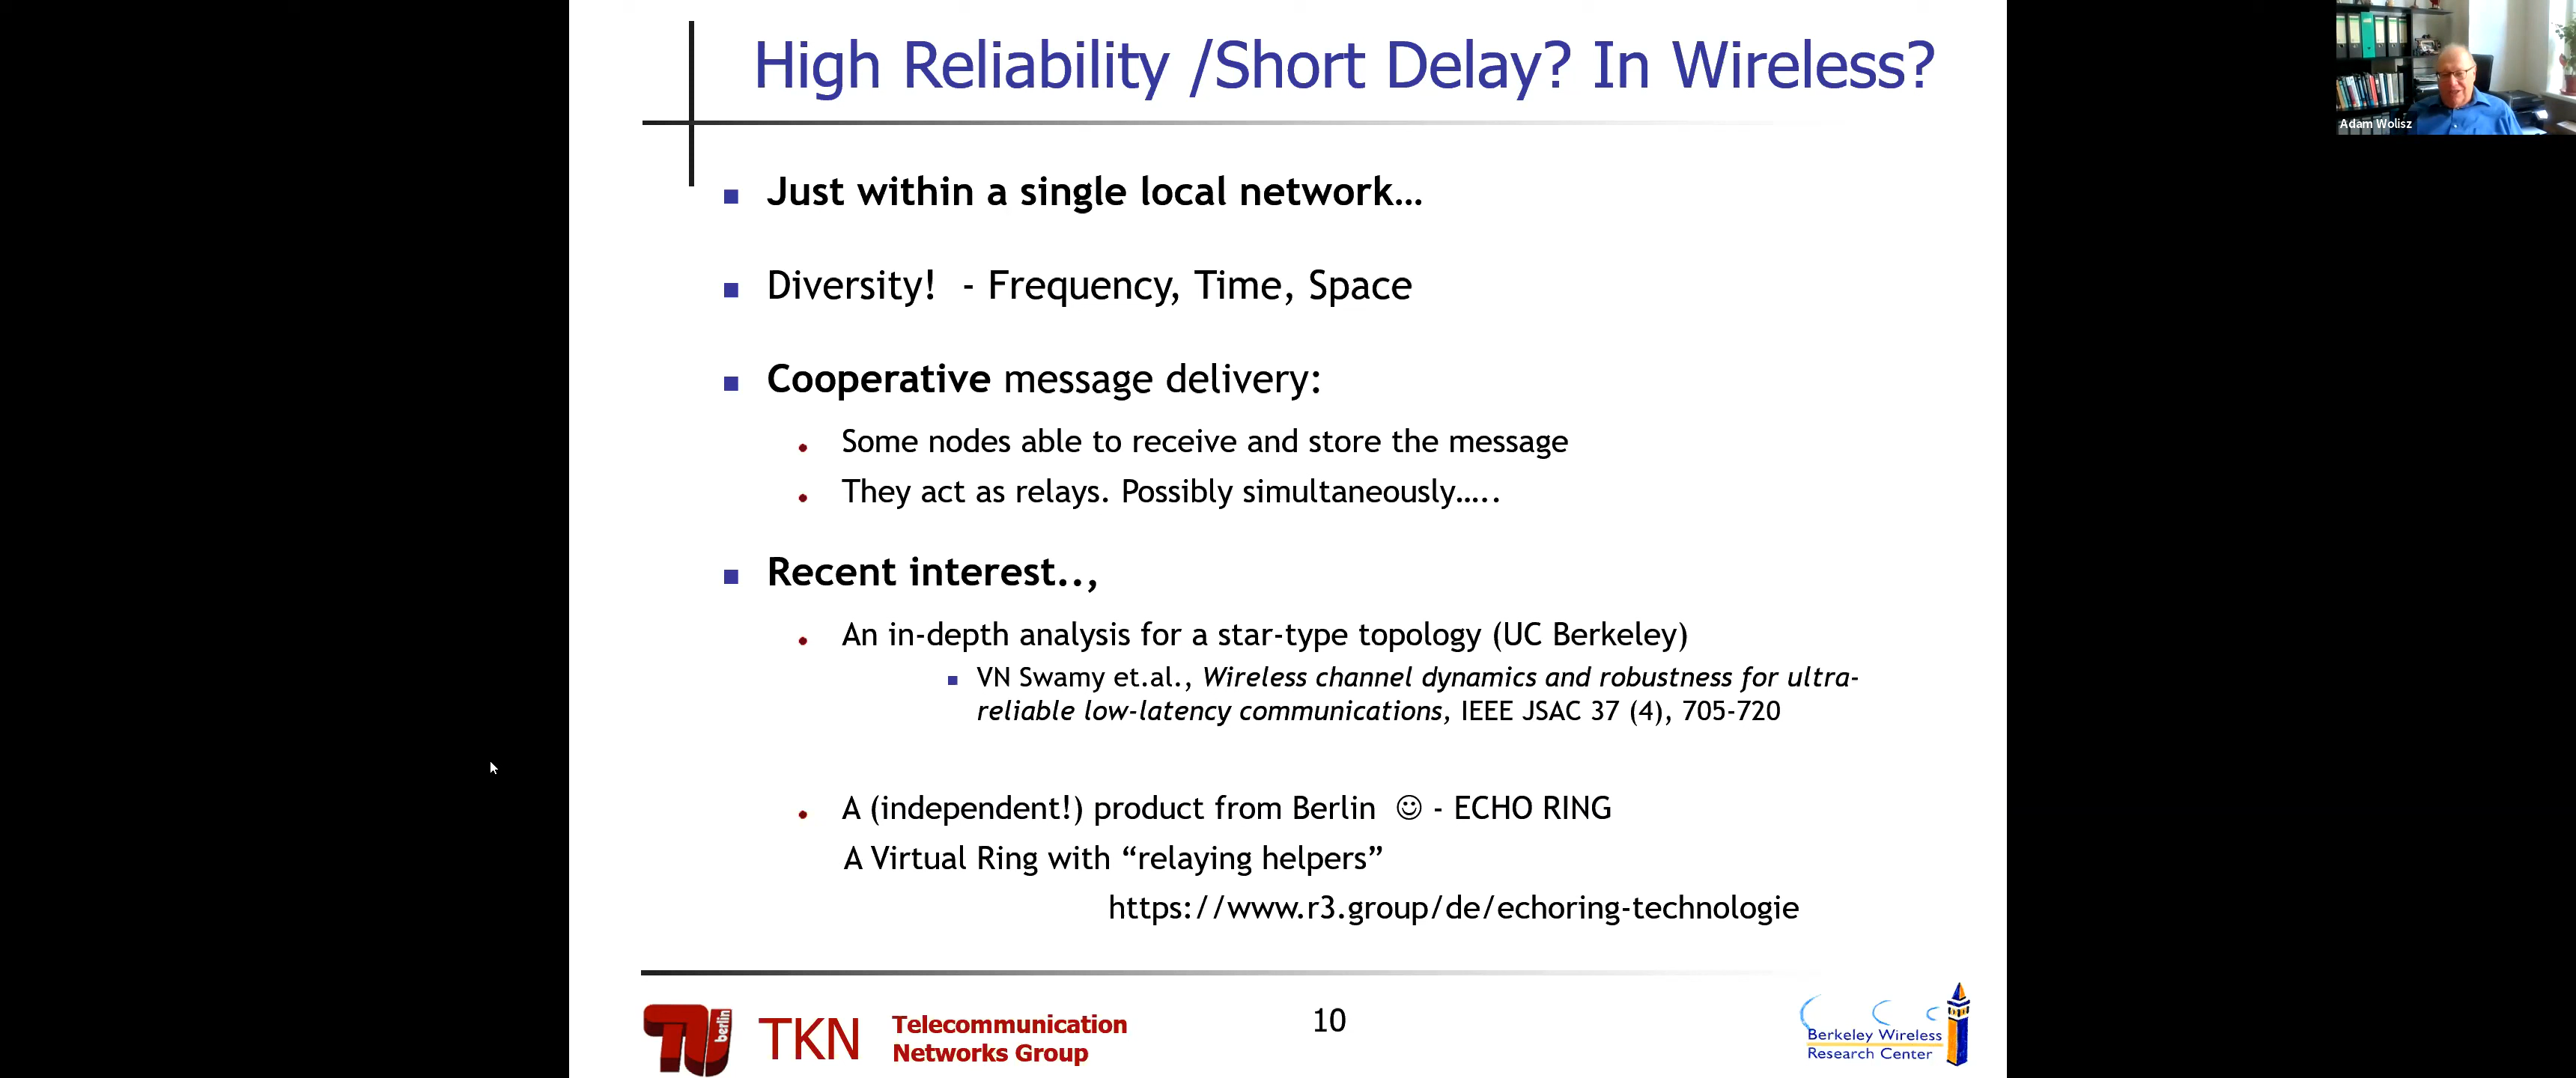 High Reliability /Short Delay? In Wireless?
Adam Wolisz
Just within a single local network…
Diversity!  - Frequency, Time, Space
Cooperative message delivery:
Some nodes able to receive and store the message
They act as relays. Possibly simultaneously…..
Recent interest..,
An in-depth analysis for a star-type topology (UC Berkeley)
VN Swamy et.al., Wireless channel dynamics and robustness for ultra-
reliable low-latency communications, IEEE JSAC 37 (4), 705-720
A (independent!) product from Berlin ☺ - ECHO RING
A Virtual Ring with “relaying helpers”
https://www.r3.group/de/echoring-technologie
TU berlin
TKN
Telecommunication
Networks Group
10
Berkeley Wireless
Research Center